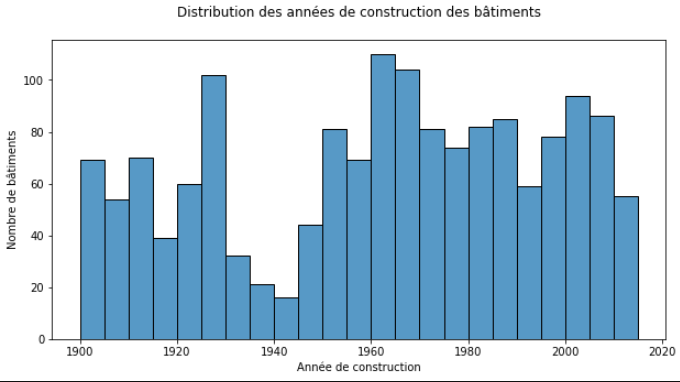 Distribution des années de construction des bâtiments
Nombre de bâtiments
100
80
60
40
20
0
1900 1920 1940 1960 1980 2000 2020
Année de construction